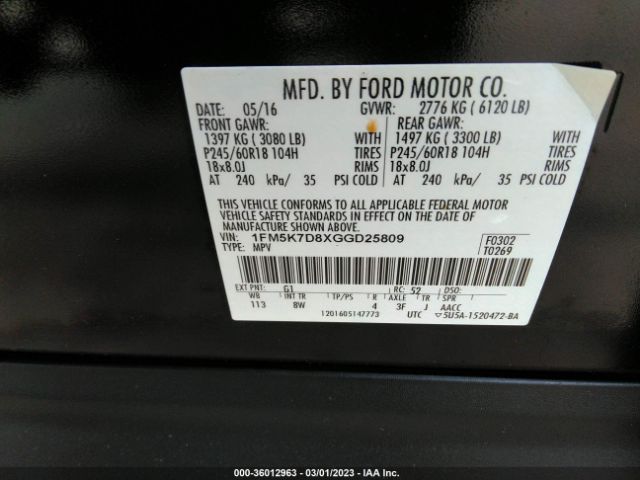 MFD. BY FORD MOTOR CO.
DATE: 05/16 GVWR: 2776 KG ( 6120 LB)
FRONT GAWR: REAR GAWR:
1397 KG ( 3080 LB) WITH 1497 KG ( 3300 LB) WITH
P245/60R18 104H TIRES P245/60R18 104H TIRES
18x8.0J RIMS 18x8.0J RIMS
AT 240 kPa/ 35 PSI COLD AT 240 kPa/ 35 PSI COLD
THIS VEHICLE CONFORMS TO ALL APPLICABLE FEDERAL MOTOR
VEHICLE SAFETY STANDARDS IN EFFECT ON THE DATE OF
MANUFACTURE SHOWN ABOVE.
VIN: 1FM5K7D8XGGD25809 F0302
TYPE: MPV T0269
EXT PNT: G1 RC: 52
WB INT TR TP/PS R AXLE TR SPR
113 8W 4 3F J AACC
1201605147773 UTC 5U5A-1520472-BA
000-36012963 - 03/01/2023 - IAA Inc.